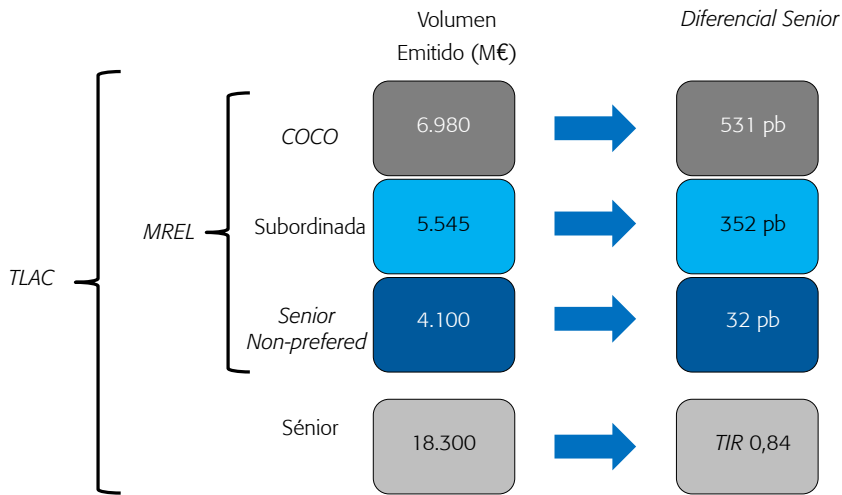 Volumen
Emitido (M€)
Diferencial Senior
COCO
6.980
531 pb
MREL
Subordinada
5.545
352 pb
TLAC
Senior
Non-prefered
4.100
32 pb
Sénior
18.300
TIR 0,84